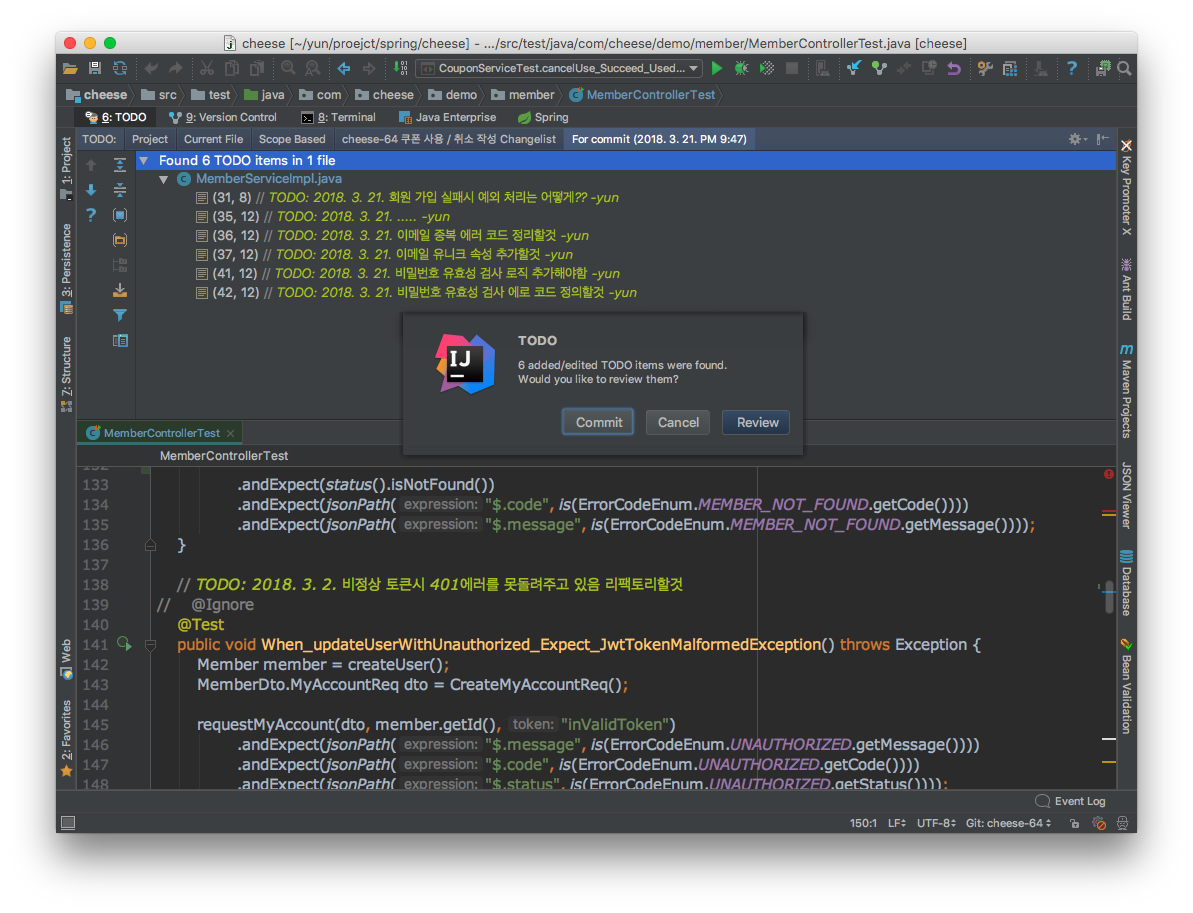 cheese [~/yun/proejct/spring/cheese] - .../src/test/java/com/cheese/demo/member/MemberControllerTest.java [cheese]
CouponServiceTest.cancelUse_Succeed_Used...
cheese src test java com cheese demo member MemberControllerTest
6: TODO 9: Version Control 8: Terminal Java Enterprise Spring
TODO: Project Current File Scope Based cheese-64 쿠폰 사용 / 취소 작성 Changelist For commit (2018. 3. 21. PM 9:47)
Found 6 TODO items in 1 file
MemberServiceImpl.java
(31, 8) // TODO: 2018. 3. 21. 회원 가입 실패시 예외 처리는 어떻게?? -yun
(35, 12) // TODO: 2018. 3. 21. ..... -yun
(36, 12) // TODO: 2018. 3. 21. 이메일 중복 에러 코드 정리할것 -yun
(37, 12) // TODO: 2018. 3. 21. 이메일 유니크 속성 추가할것 -yun
(41, 12) // TODO: 2018. 3. 21. 비밀번호 유효성 검사 로직 추가해야함 -yun
(42, 12) // TODO: 2018. 3. 21. 비밀번호 유효성 검사 에로 코드 정의할것 -yun
IJ
TODO
6 added/edited TODO items were found.
Would you like to review them?
Commit Cancel Review
MemberControllerTest
MemberControllerTest
132
133 .andExpect(status().isNotFound())
134 .andExpect(jsonPath( expression: "$.code", is(ErrorCodeEnum.MEMBER_NOT_FOUND.getCode())))
135 .andExpect(jsonPath( expression: "$.message", is(ErrorCodeEnum.MEMBER_NOT_FOUND.getMessage())));
136 }
137
138 // TODO: 2018. 3. 2. 비정상 토큰시 401에러를 못돌려주고 있음 리팩토리할것
139 // @Ignore
140 @Test
141 public void When_updateUserWithUnauthorized_Expect_JwtTokenMalformedException() throws Exception {
142 Member member = createUser();
143 MemberDto.MyAccountReq dto = CreateMyAccountReq();
144
145 requestMyAccount(dto, member.getId(), token: "inValidToken")
146 .andExpect(jsonPath( expression: "$.message", is(ErrorCodeEnum.UNAUTHORIZED.getMessage())))
147 .andExpect(jsonPath( expression: "$.code", is(ErrorCodeEnum.UNAUTHORIZED.getCode())))
148 .andExpect(jsonPath( expression: "$.status", is(ErrorCodeEnum.UNAUTHORIZED.getStatus())));
1: Project
3: Persistence
Z: Structure
Web
2: Favorites
Key Promoter X
Ant Build
Maven Projects
JSON Viewer
Database
Bean Validation
Event Log
150:1 LF UTF-8 Git: cheese-64